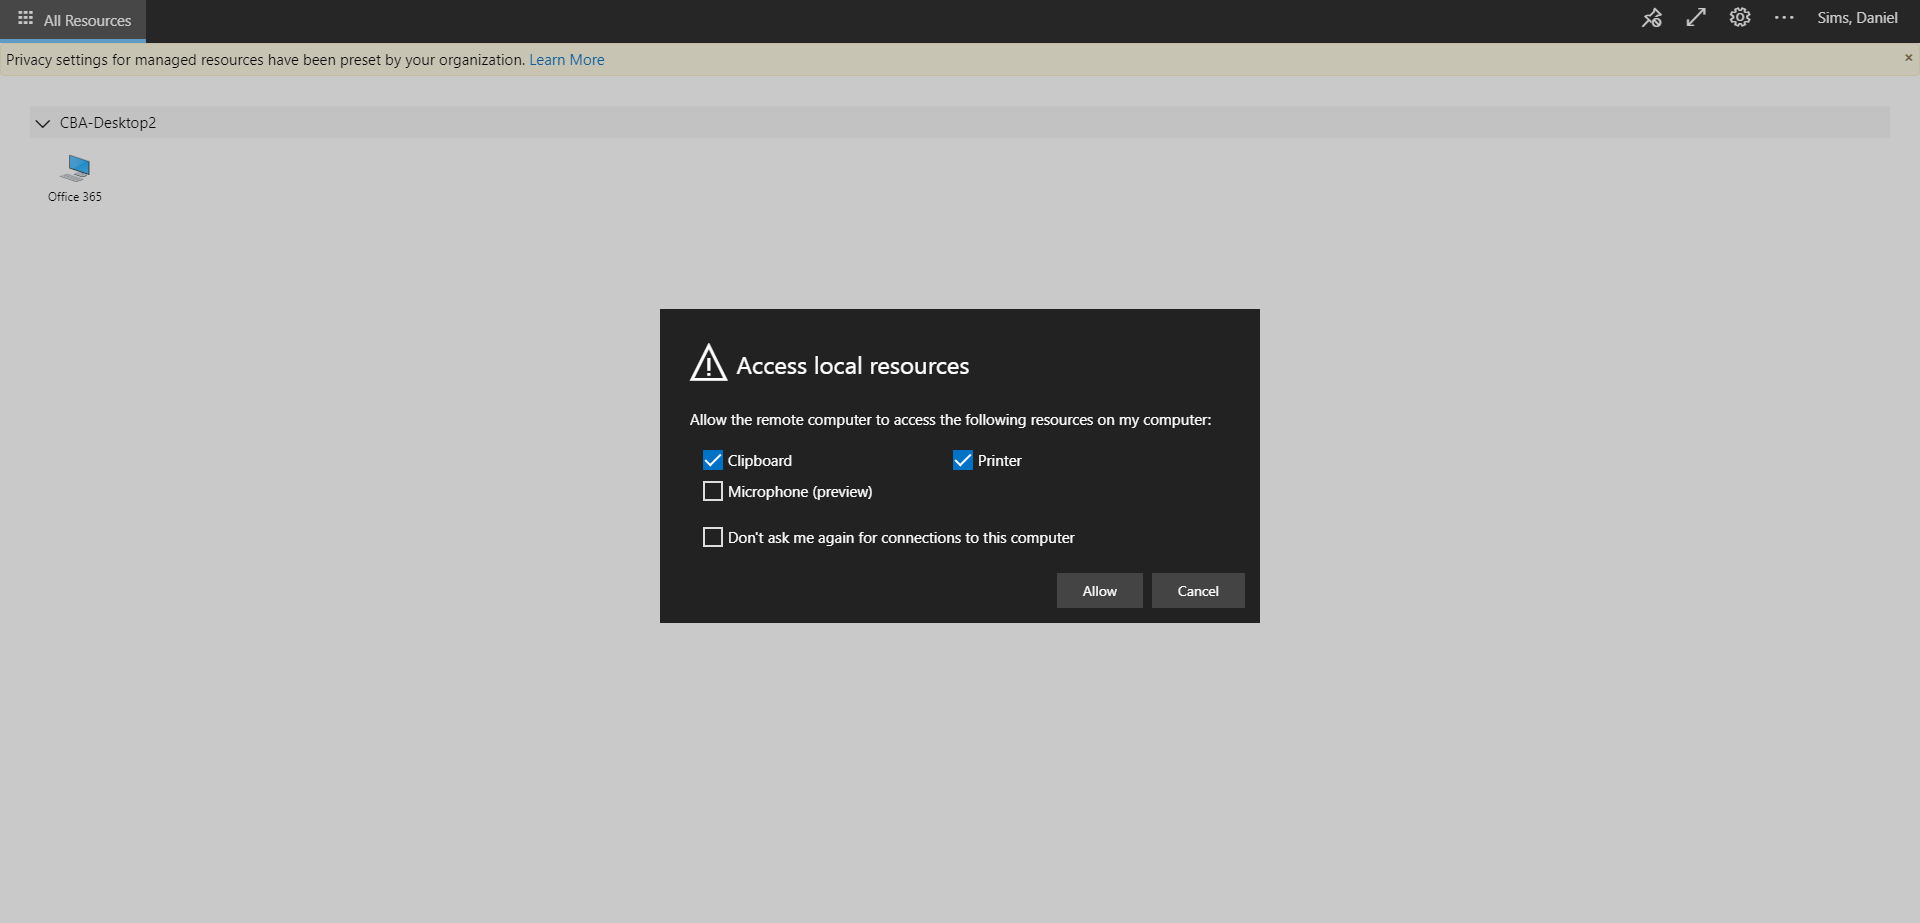 All Resources
Sims, Daniel
Privacy settings for managed resources have been preset by your organization. Learn More
CBA-Desktop2
Office 365
Access local resources
Allow the remote computer to access the following resources on my computer:
Clipboard
Printer
Microphone (preview)
Don't ask me again for connections to this computer
Allow
Cancel